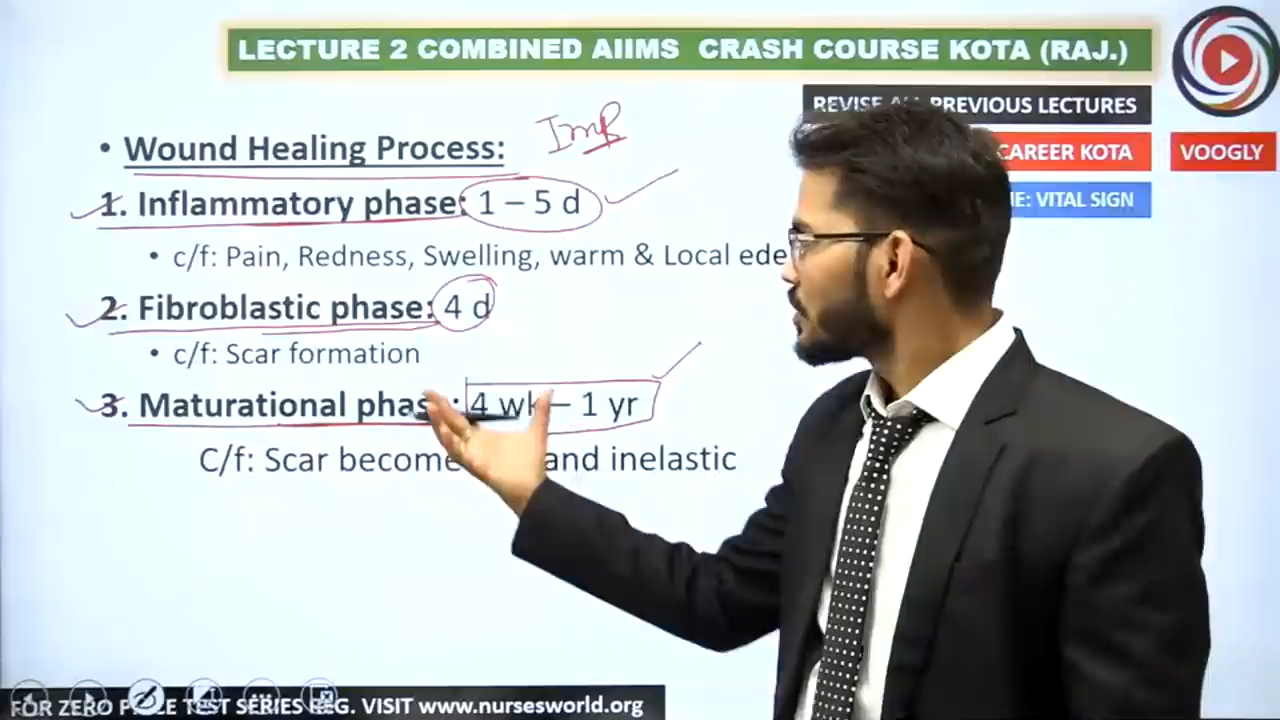 LECTURE 2 COMBINED AIIMS CRASH COURSE KOTA (RAJ.)
REVISE ALL PREVIOUS LECTURES
CAREER KOTA
VOOGLY
VITAL SIGN
• Wound Healing Process:
Imp
1. Inflammatory phase: 1 – 5 d
• c/f: Pain, Redness, Swelling, warm & Local ede
2. Fibroblastic phase: 4 d
• c/f: Scar formation
3. Maturational phas : 4 wk – 1 yr
C/f: Scar become and inelastic
FOR ZERO TEST SERIES REG. VISIT www.nursesworld.org